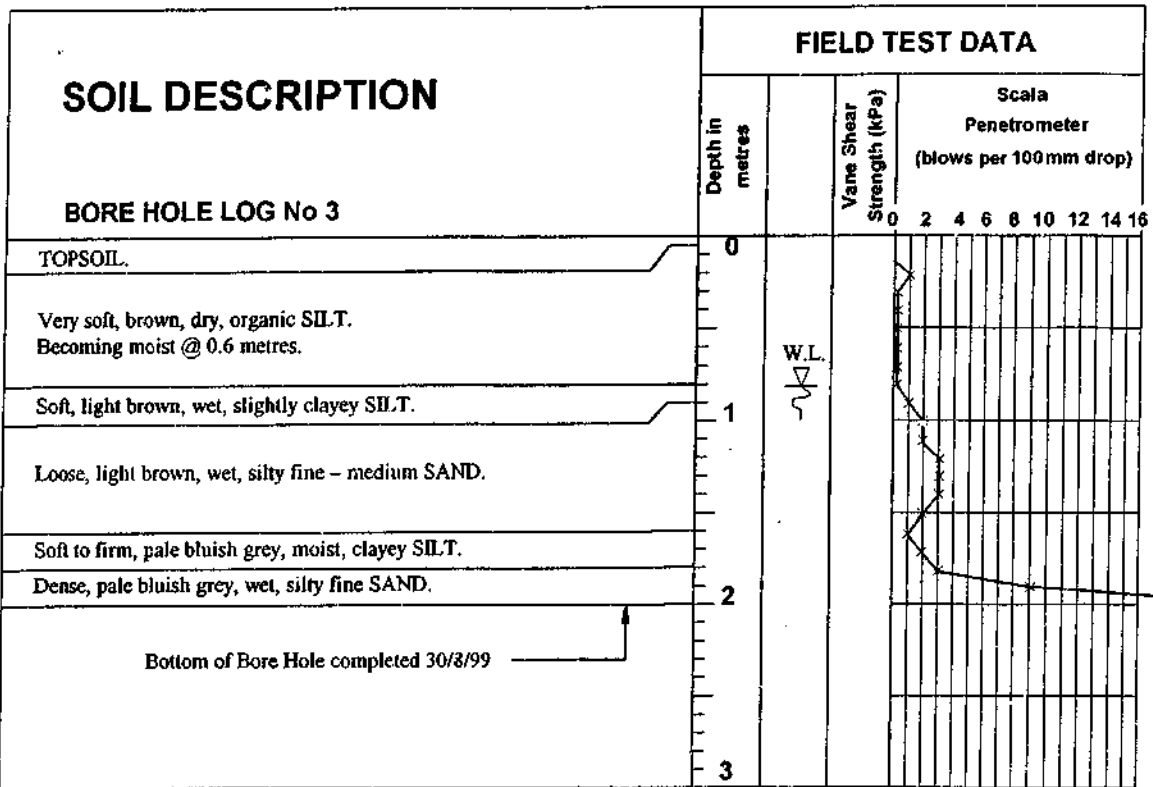 SOIL DESCRIPTION
BORE HOLE LOG No 3
FIELD TEST DATA
Depth in
metres
Vane Shear
Strength (kPa)
Scala
Penetrometer
(blows per 100mm drop)
0 2 4 6 8 10 12 14 16
TOPSOIL.
0
Very soft, brown, dry, organic SILT.
Becoming moist @ 0.6 metres.
W.L.
Soft, light brown, wet, slightly clayey SILT.
1
Loose, light brown, wet, silty fine – medium SAND.
Soft to firm, pale bluish grey, moist, clayey SILT.
Dense, pale bluish grey, wet, silty fine SAND.
2
Bottom of Bore Hole completed 30/8/99
3